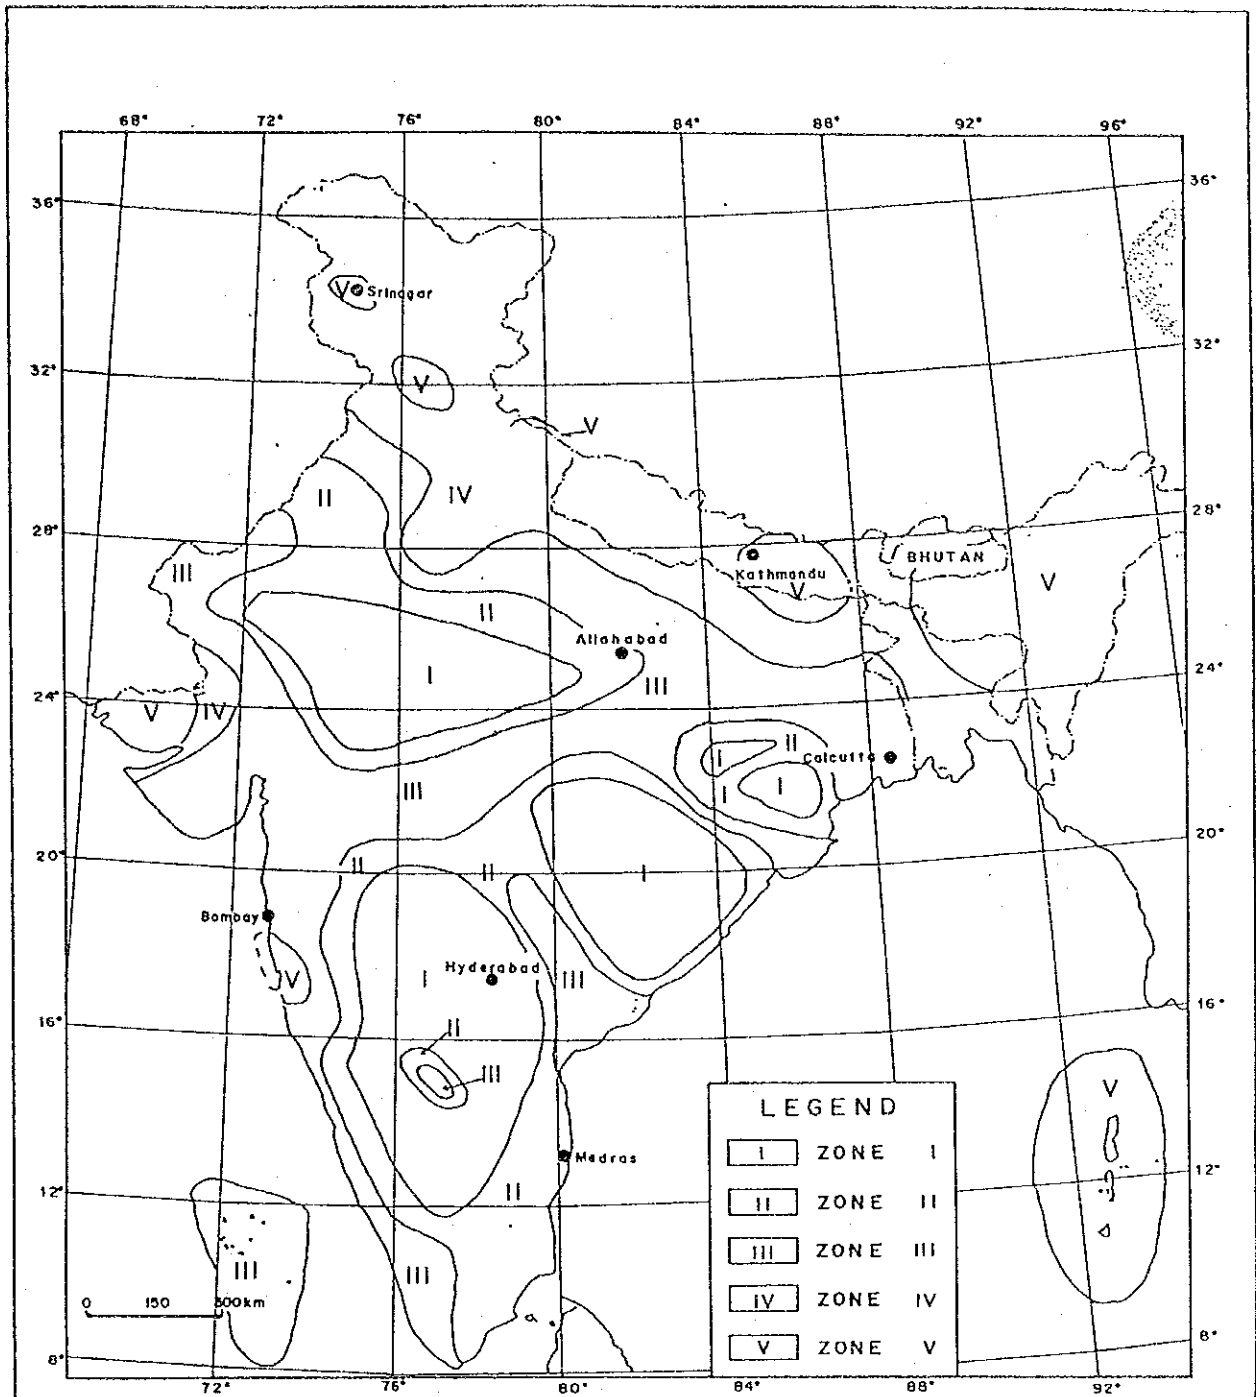 68° 72° 76° 80° 84° 88° 92° 96°
36° 36°
V Srinagar
32° 32°
V
V
II IV
28° 28°
III Kathmandu BHUTAN
V V
II
Allahabad
I III
24° 24°
V IV
I II Calcutta
III I I
20° 20°
II II I
Bombay
V Hyderabad
I III
16° 16°
II
III
V
LEGEND
I ZONE I
Madras
12° II 12°
II ZONE II
III III
III ZONE III
0 150 300km
IV ZONE IV
8° 8°
V ZONE V
72° 76° 80° 84° 88° 92°